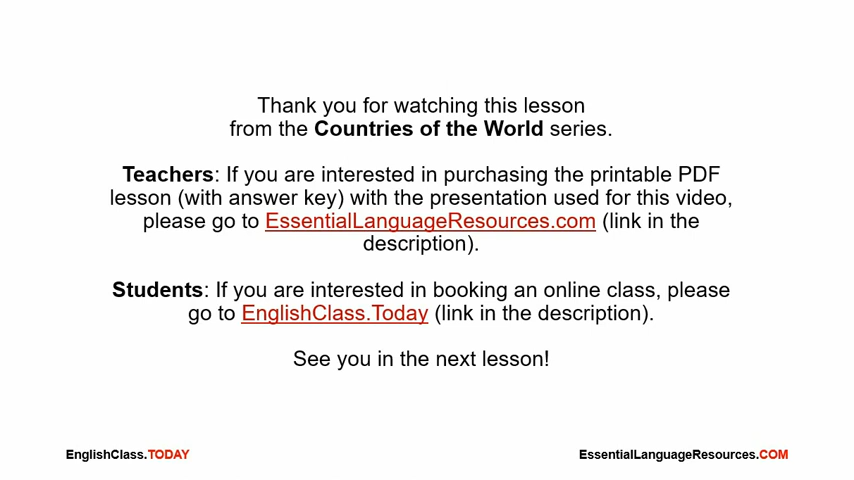 Thank you for watching this lesson
from the Countries of the World series.
Teachers: If you are interested in purchasing the printable PDF
lesson (with answer key) with the presentation used for this video,
please go to EssentialLanguageResources.com (link in the
description).
Students: If you are interested in booking an online class, please
go to EnglishClass.Today (link in the description).
See you in the next lesson!
EnglishClass.TODAY
EssentialLanguageResources.COM